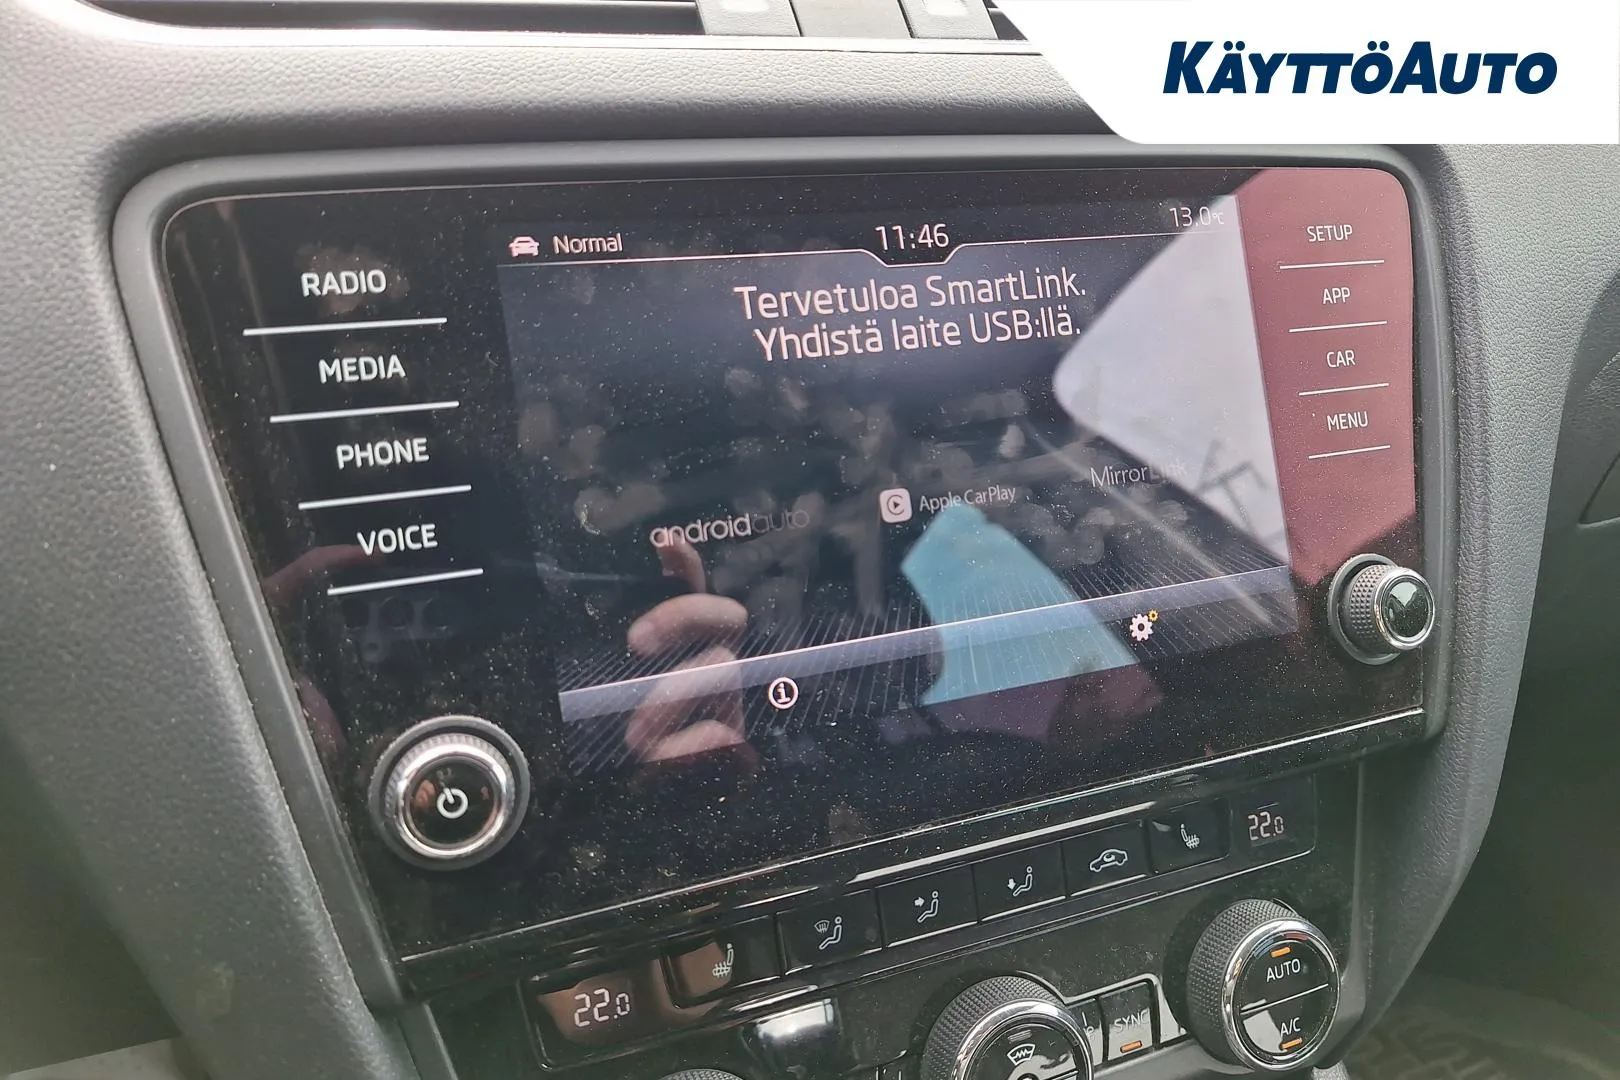 KÄYTTÖAUTO
Normal
11:46
13.0°C
Tervetuloa SmartLink.
Yhdistä laite USB:llä.
RADIO
MEDIA
PHONE
VOICE
SETUP
APP
CAR
MENU
androidauto
Apple CarPlay
MirrorLink
22.0
22.0
SYNC
AUTO
A/C